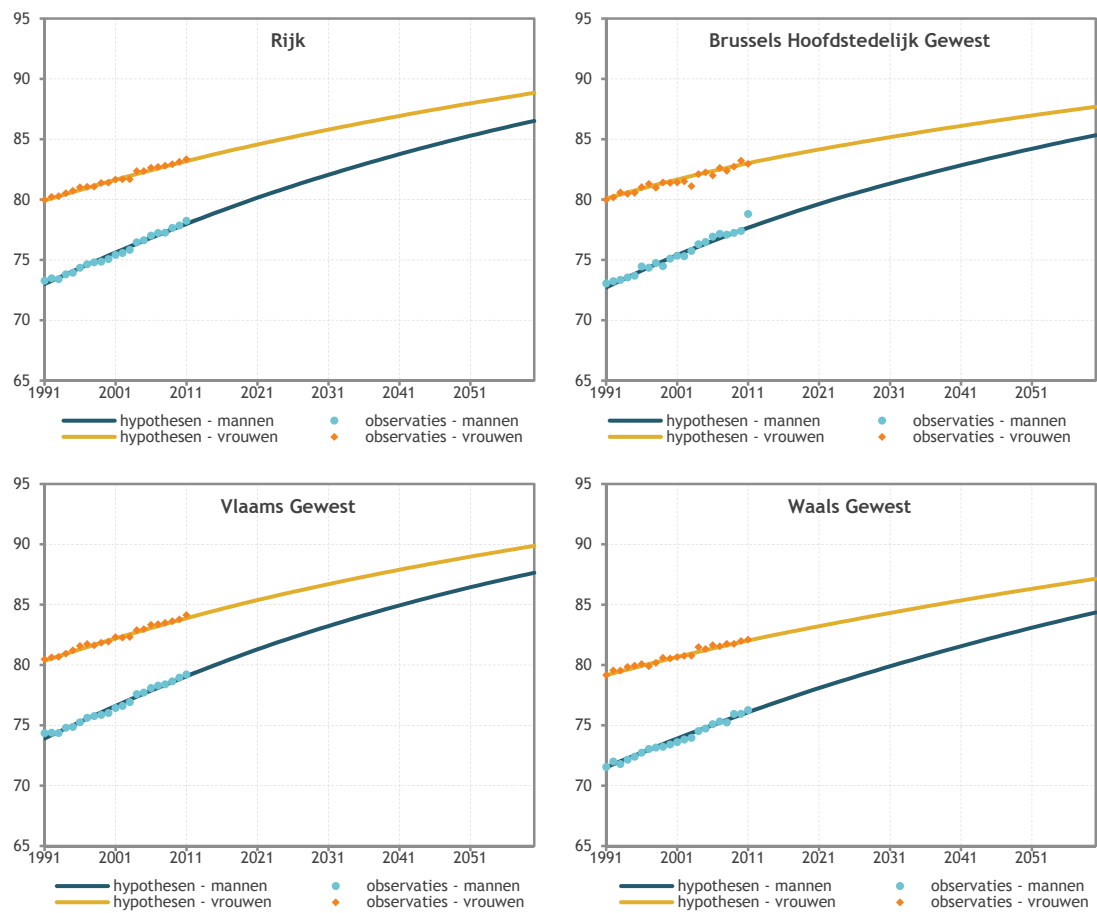 Rijk
95
90
85
80
75
70
65
1991 2001 2011 2021 2031 2041 2051
hypothesen - mannen observaties - mannen
hypothesen - vrouwen observaties - vrouwen
Brussels Hoofdstedelijk Gewest
95
90
85
80
75
70
65
1991 2001 2011 2021 2031 2041 2051
hypothesen - mannen observaties - mannen
hypothesen - vrouwen observaties - vrouwen
Vlaams Gewest
95
90
85
80
75
70
65
1991 2001 2011 2021 2031 2041 2051
hypothesen - mannen observaties - mannen
hypothesen - vrouwen observaties - vrouwen
Waals Gewest
95
90
85
80
75
70
65
1991 2001 2011 2021 2031 2041 2051
hypothesen - mannen observaties - mannen
hypothesen - vrouwen observaties - vrouwen